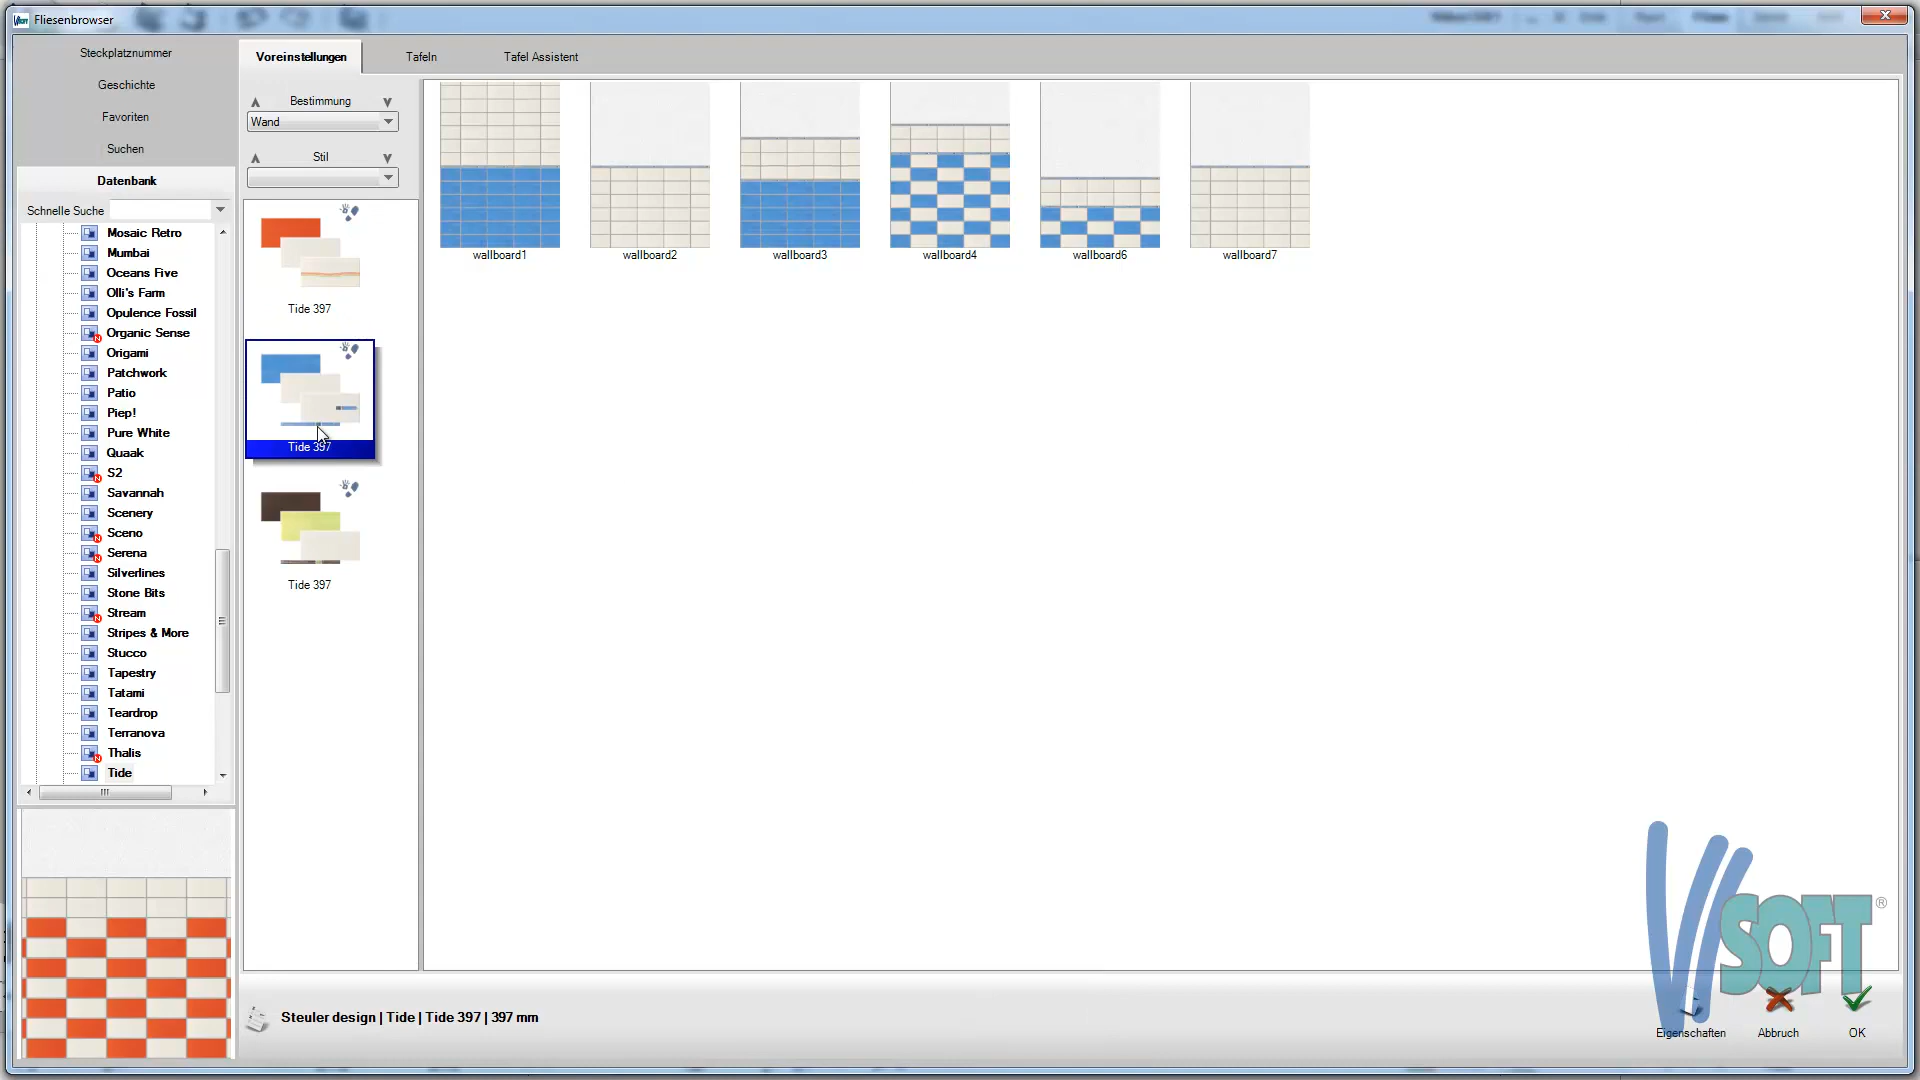 Fliesenbrowser
Steckplatznummer
Geschichte
Favoriten
Suchen
Datenbank
Schnelle Suche
Mosaic Retro
Mumbai
Oceans Five
Olli's Farm
Opulence Fossil
Organic Sense
Origami
Patchwork
Patio
Piep!
Pure White
Quaak
S2
Savannah
Scenery
Sceno
Serena
Silverlines
Stone Bits
Stream
Stripes & More
Stucco
Tapestry
Tatami
Teardrop
Terranova
Thalis
Tide
Voreinstellungen
Tafeln
Tafel Assistent
Bestimmung
Wand
Stil
Tide 397
Tide 397
Tide 397
wallboard1
wallboard2
wallboard3
wallboard4
wallboard6
wallboard7
Steuler design | Tide | Tide 397 | 397 mm
ViSOFT®
Eigenschaften
Abbruch
OK